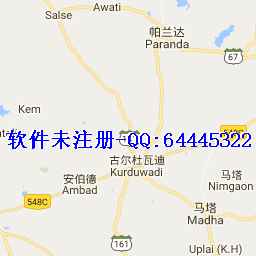 Awati
Salse
帕兰达
Paranda
67
Kem
软件未注册-QQ:64445322
古尔杜瓦迪
Kurduwadi
安伯德
Ambad
548C
马塔
Nimgaon
马塔
Madha
161
Uplai (K.H)